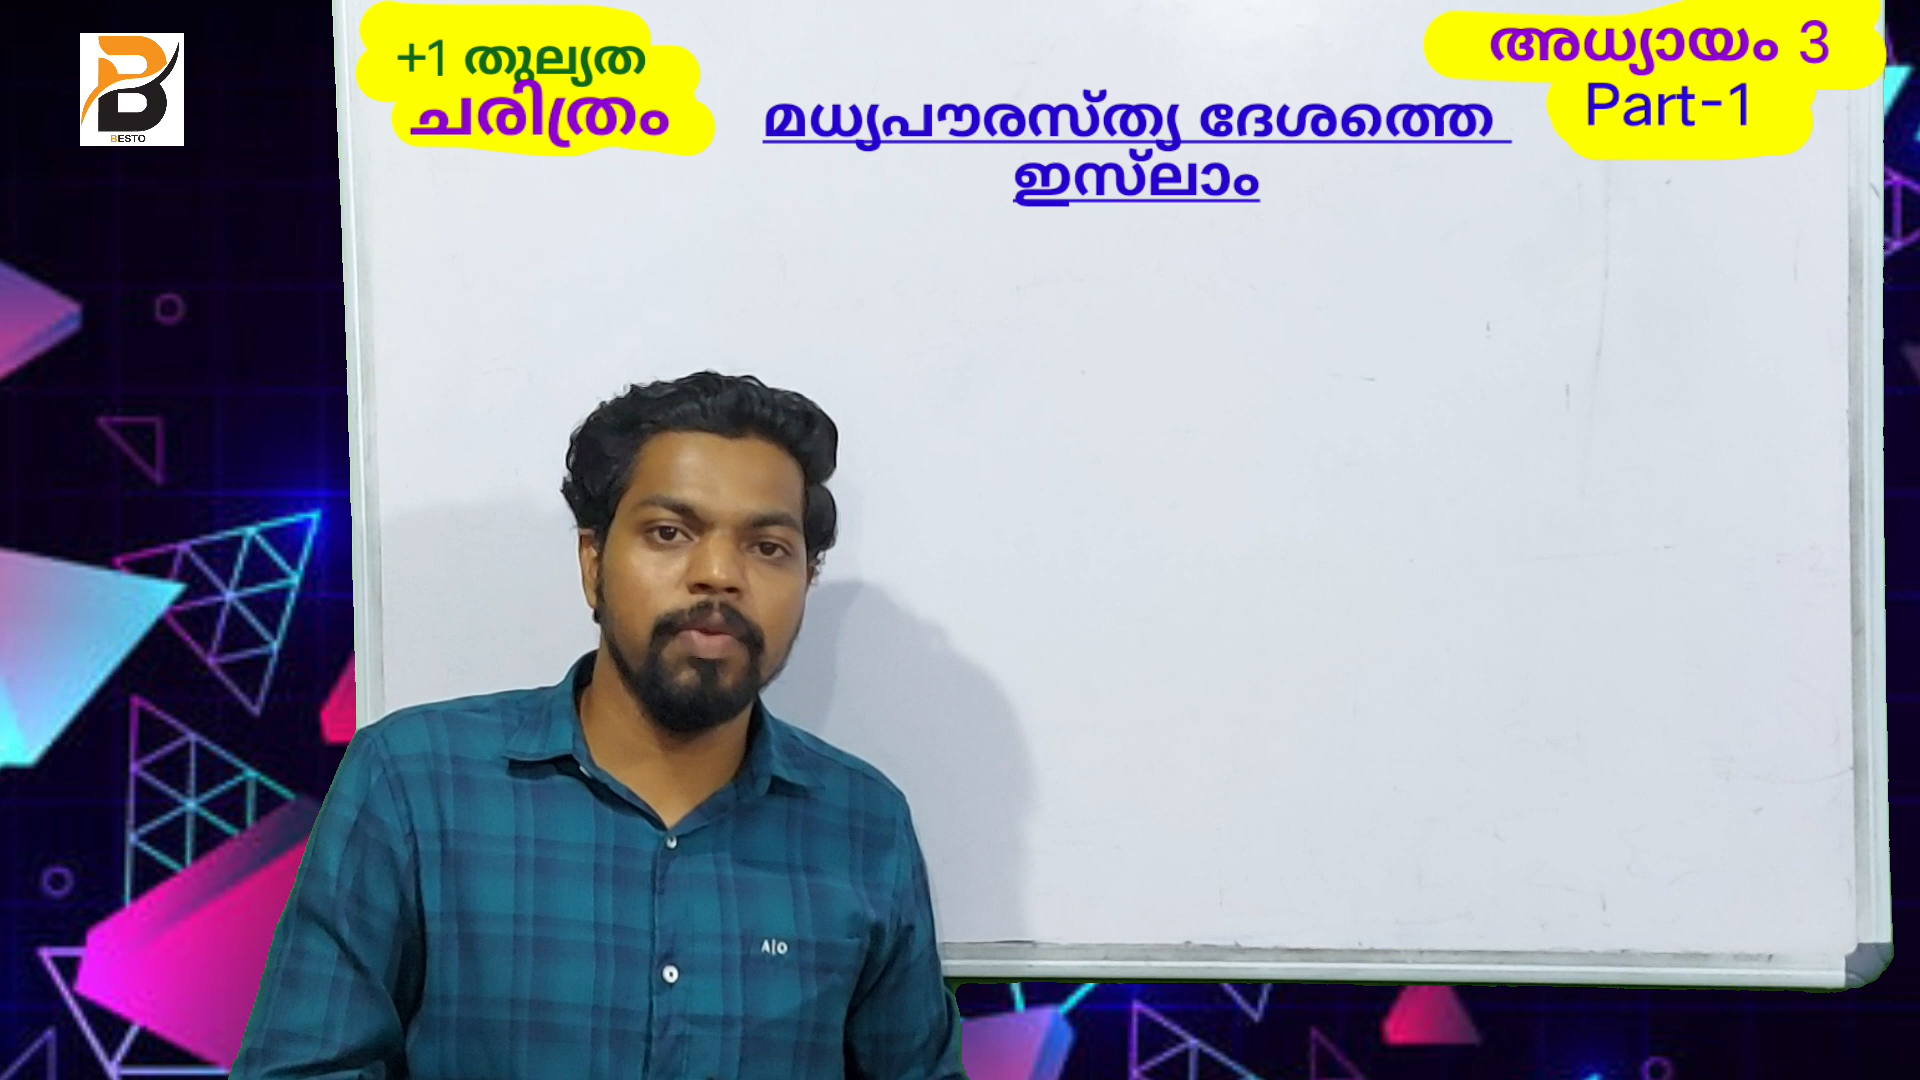 BESTO
+1 തുല്യത
ചരിത്രം
മധ്യപൗരസ്ത്യ ദേശത്തെ
ഇസ്‌ലാം
അധ്യായം 3
Part-1
A|O